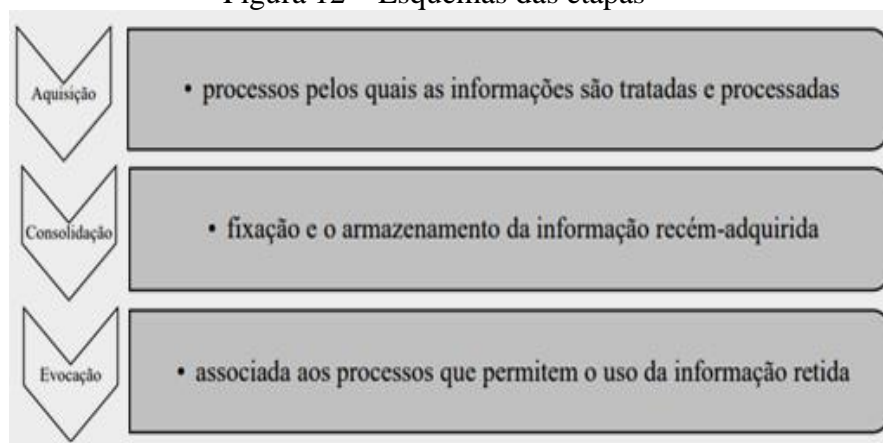 Figura 12 – Esquemas das etapas
Aquisição
• processos pelos quais as informações são tratadas e processadas
Consolidação
• fixação e o armazenamento da informação recém-adquirida
Evocação
• associada aos processos que permitem o uso da informação retida